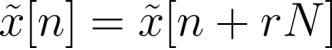 x̃[n] = x̃[n + rN]